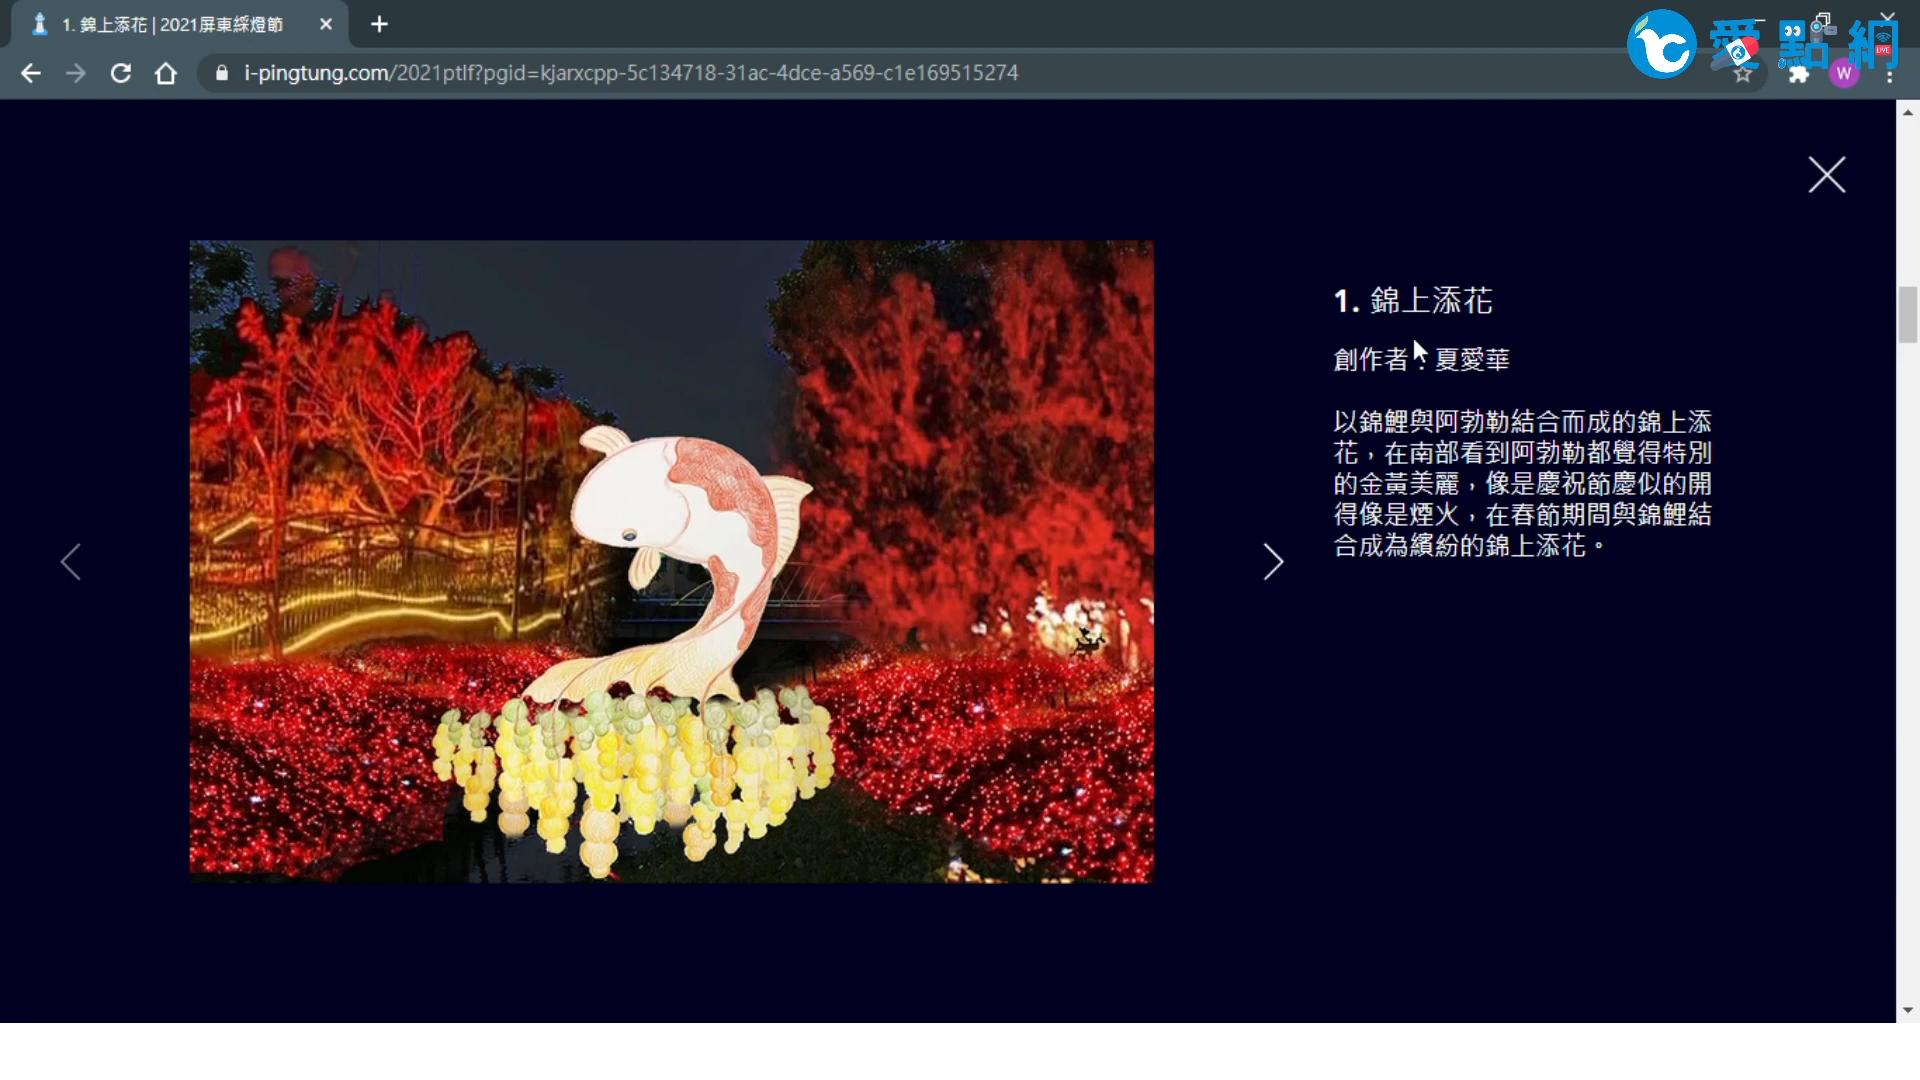 1. 錦上添花 | 2021屏東綵燈節
愛點網
LIVE
i-pingtung.com/2021ptlf?pgid=kjarxcpp-5c134718-31ac-4dce-a569-c1e169515274
W
1. 錦上添花
創作者：夏愛華
以錦鯉與阿勃勒結合而成的錦上添
花，在南部看到阿勃勒都覺得特別
的金黃美麗，像是慶祝節慶似的開
得像是煙火，在春節期間與錦鯉結
合成為繽紛的錦上添花。